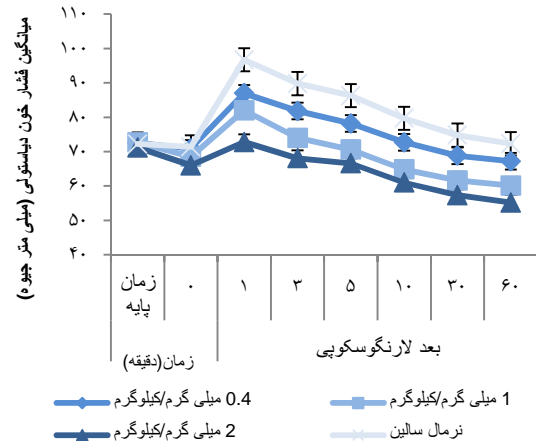 میانگین فشار خون دیاستولی (میلی متر جیوه)
۱۱۰
۱۰۰
۹۰
۸۰
۷۰
۶۰
۵۰
۴۰
زمان پایه
۰
۱
۳
۵
۱۰
۳۰
۶۰
زمان(دقیقه)
بعد لارنگوسکوپی
0.4 میلی گرم/کیلوگرم
1 میلی گرم/کیلوگرم
2 میلی گرم/کیلوگرم
نرمال سالین